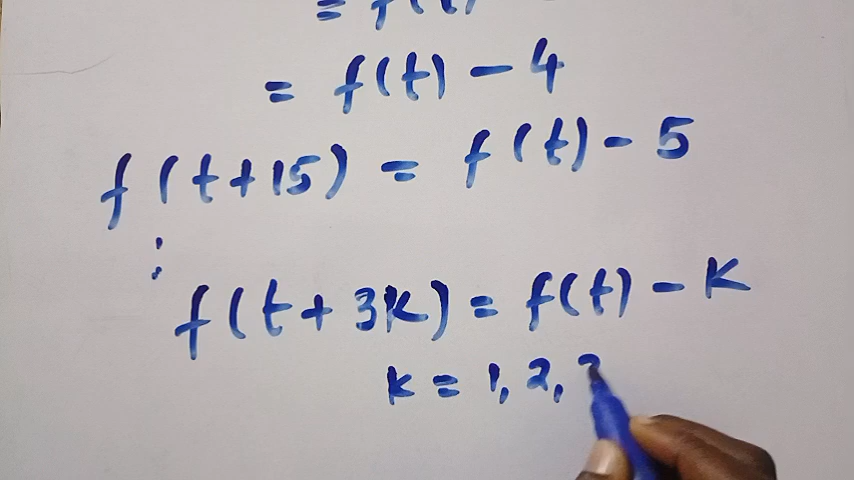 = f(t)
= f(t) - 4
f(t+15) = f(t) - 5
:
f(t+3k) = f(t) - k
k = 1, 2,